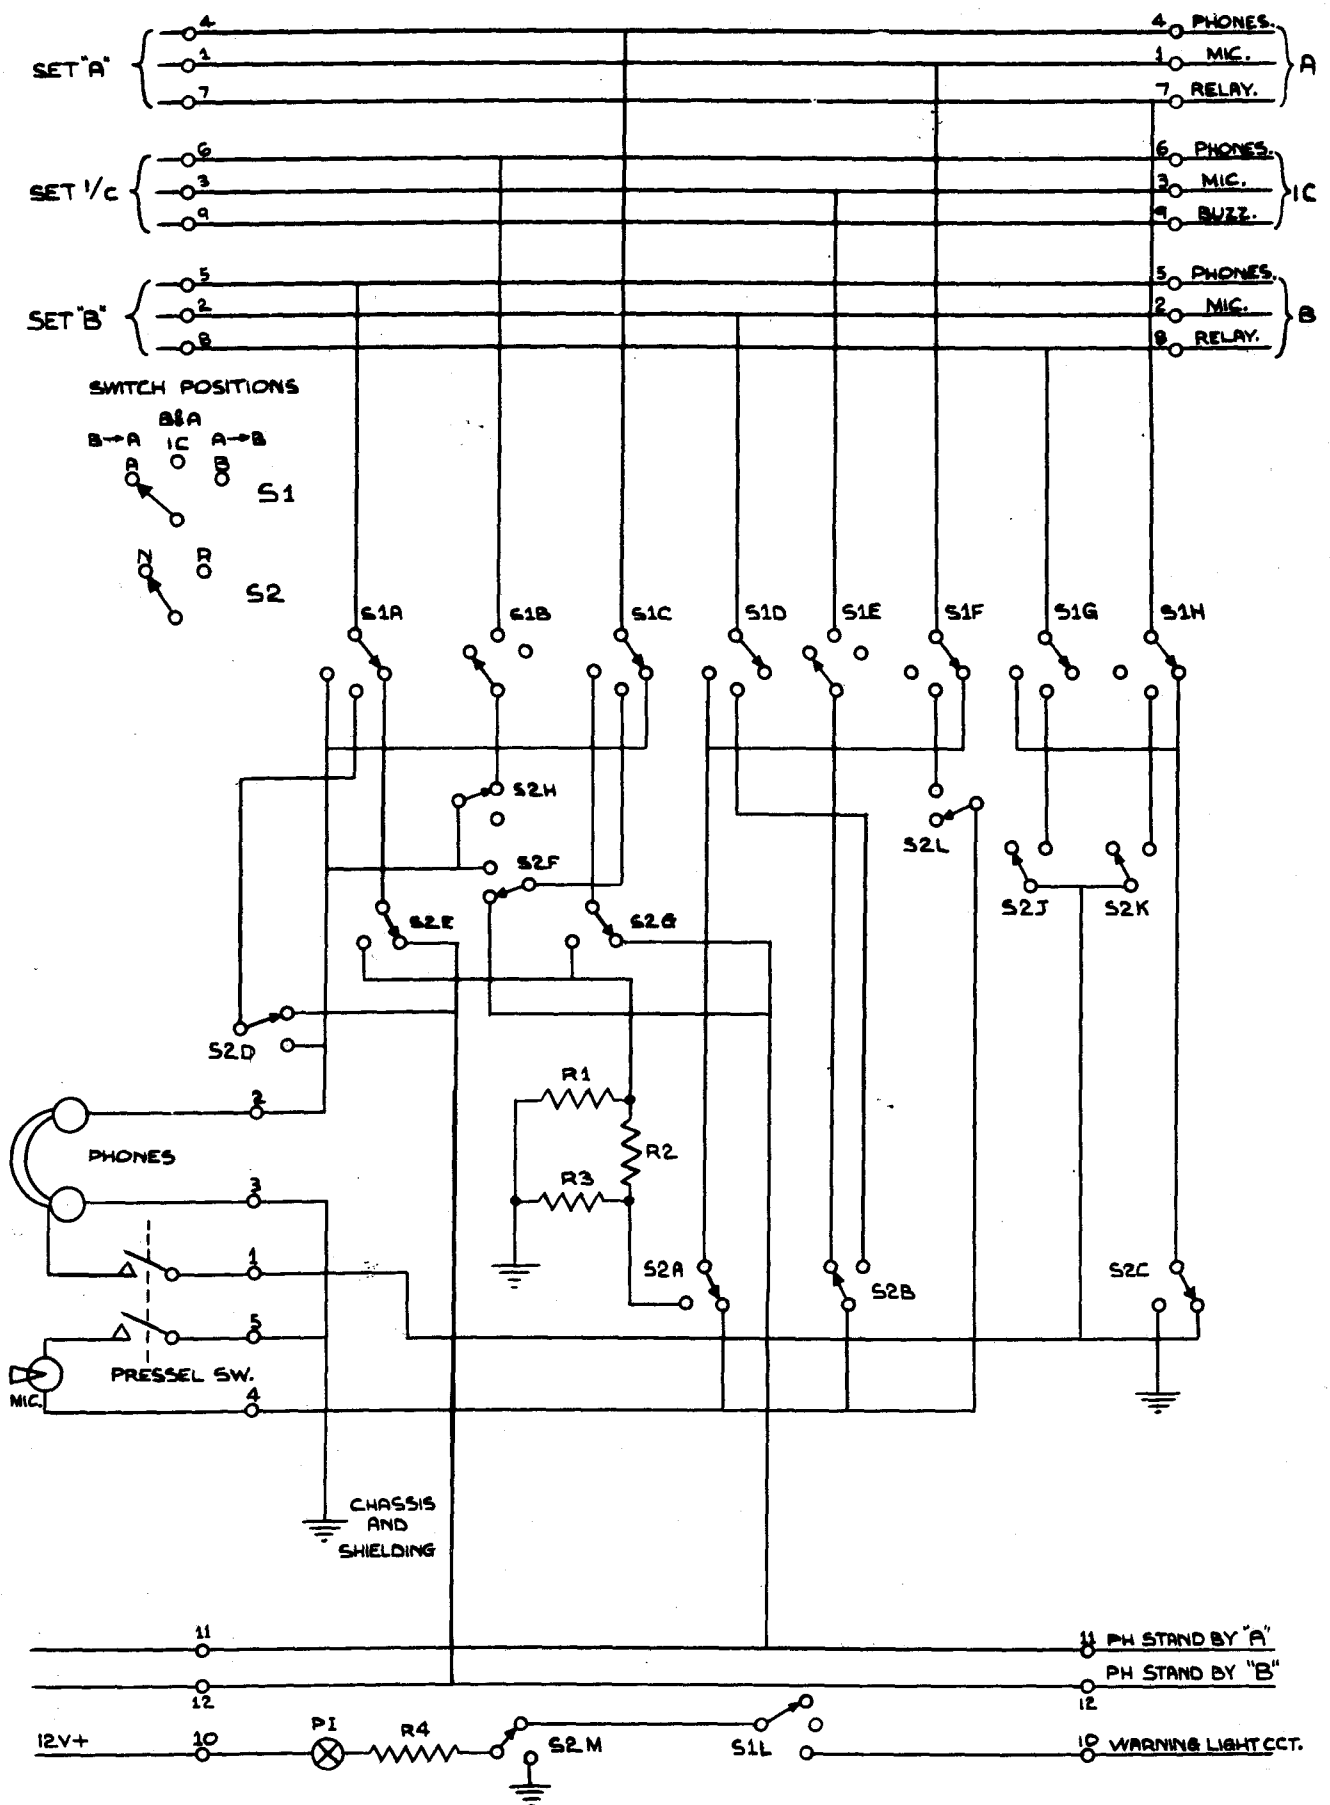 4 4 PHONES.
SET "A" 1 1 MIC. A
7 7 RELAY.
6 6 PHONES.
SET 1/C 3 3 MIC. IC
9 9 BUZZ.
5 5 PHONES.
SET "B" 2 2 MIC. B
8 8 RELAY.
SWITCH POSITIONS
B&A
B→A IC A→B
A B
S1
N R
S2
S1A S1B S1C S1D S1E S1F S1G S1H
S2H
S2L
S2F
S2J S2K
S2E S2G
S2D
R1
2
PHONES
R2
R3
3
1
S2A S2B S2C
5
PRESSEL SW.
MIC.
4
CHASSIS
AND
SHIELDING
11 11 PH STAND BY "A"
12 12 PH STAND BY "B"
12V+ 10 PI R4 S2M S1L 10 WARNING LIGHT CCT.